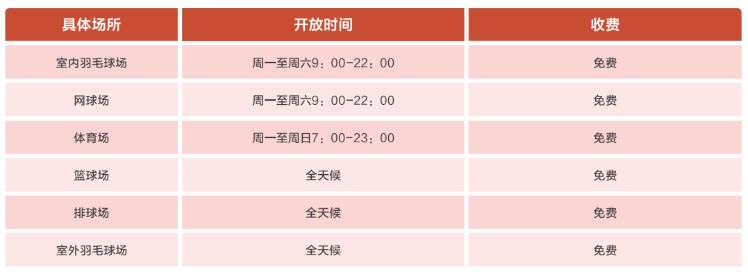 具体场所 开放时间 收费
室内羽毛球场 周一至周六9；00-22；00 免费
网球场 周一至周六9；00-22；00 免费
体育场 周一至周日7；00-23；00 免费
篮球场 全天候 免费
排球场 全天候 免费
室外羽毛球场 全天候 免费